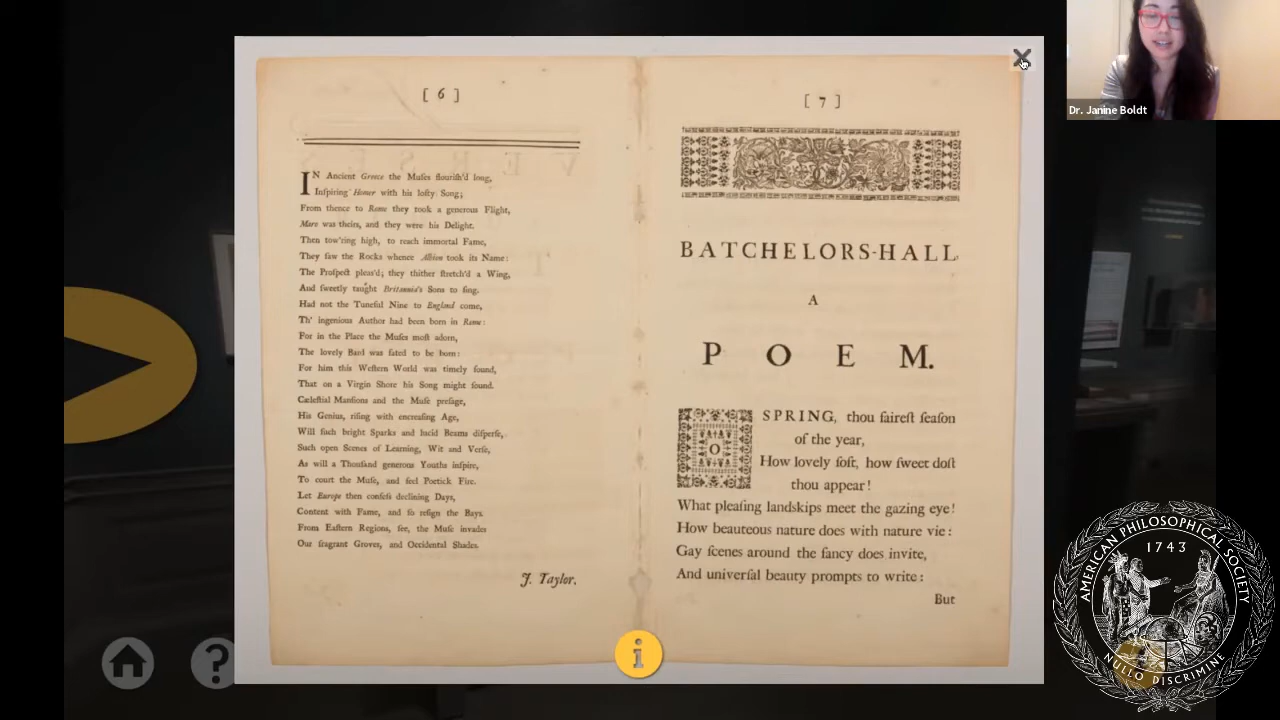 [ 6 ]
IN Ancient Greece the Muſes flouriſh'd long,
Inſpiring Homer with his lofty Song;
From thence to Rome they took a generous Flight,
Maro was theirs, and they were his Delight.
Then tow'ring high, to reach immortal Fame,
They ſaw the Rocks whence Albion took its Name:
The Proſpect pleas'd; they thither ſtretch'd a Wing,
And ſweetly taught Britannia's Sons to ſing.
Had not the Tuneful Nine to England come,
Th' ingenious Author had been born in Rome:
For in the Place the Muſes moſt adorn,
The lovely Bard was fated to be born:
For him this Weſtern World was timely found,
That on a Virgin Shore his Song might ſound.
Cæleſtial Manſions and the Muſe preſage,
His Genius, riſing with encreaſing Age,
Will ſuch bright Sparks and lucid Beams diſperſe,
Such open Scenes of Learning, Wit and Verſe,
As will a Thouſand generous Youths inſpire,
To court the Muſe, and feel Poetick Fire.
Let Europe then confeſs declining Days,
Content with Fame, and ſo reſign the Bays.
From Eaſtern Regions, ſee, the Muſe invades
Our fragrant Groves, and Occidental Shades.
J. Taylor.
[ 7 ]
BATCHELORS-HALL.
A
POEM.
O SPRING, thou faireſt ſeaſon
of the year,
How lovely ſoft, how ſweet doſt
thou appear!
What pleaſing landskips meet the gazing eye!
How beauteous nature does with nature vie:
Gay ſcenes around the fancy does invite,
And univerſal beauty prompts to write:
But
i
?
Dr. Janine Boldt
AMERICAN PHILOSOPHICAL SOCIETY
1743
NULLO DISCRIMINE